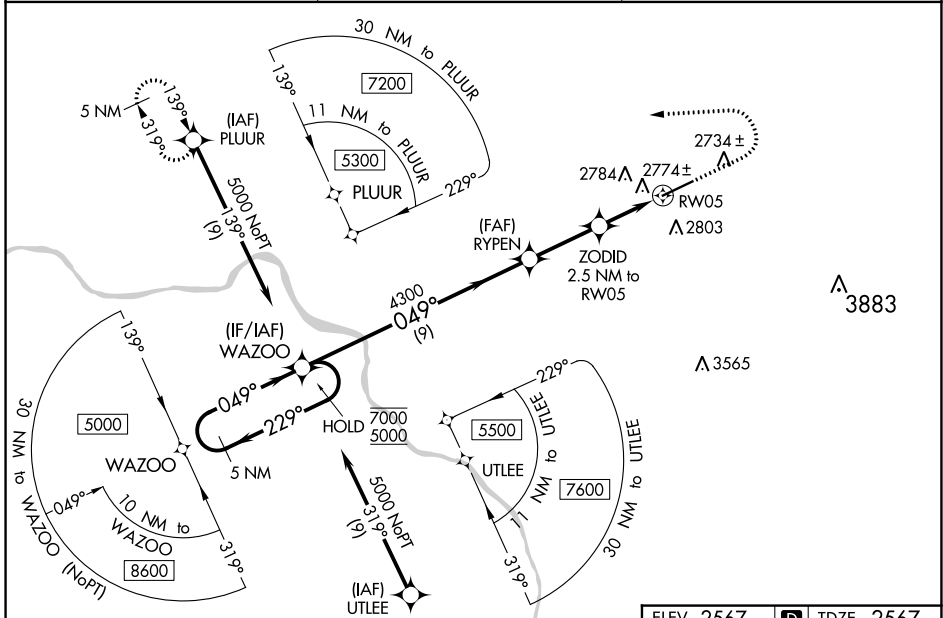 30 NM to PLUUR
139°
7200
11 NM to PLUUR
5300
PLUUR
229°
5 NM
139°
319°
(IAF)
PLUUR
5000 NoPT
139°
(9)
2734 ±
2784
2774 ±
RW05
2803
(FAF)
RYPEN
ZODID
2.5 NM to
RW05
3883
3565
4300
049°
(9)
(IF/IAF)
WAZOO
049°
229°
HOLD
7000
5000
5 NM
139°
5000
WAZOO
30 NM to WAZOO (NoPT)
049°
10 NM to WAZOO
8600
319°
229°
5500
11 NM to UTLEE
UTLEE
7600
30 NM to UTLEE
319°
5000 NoPT
319°
(9)
(IAF)
UTLEE
ELEV 2567
D
TDZE 2567